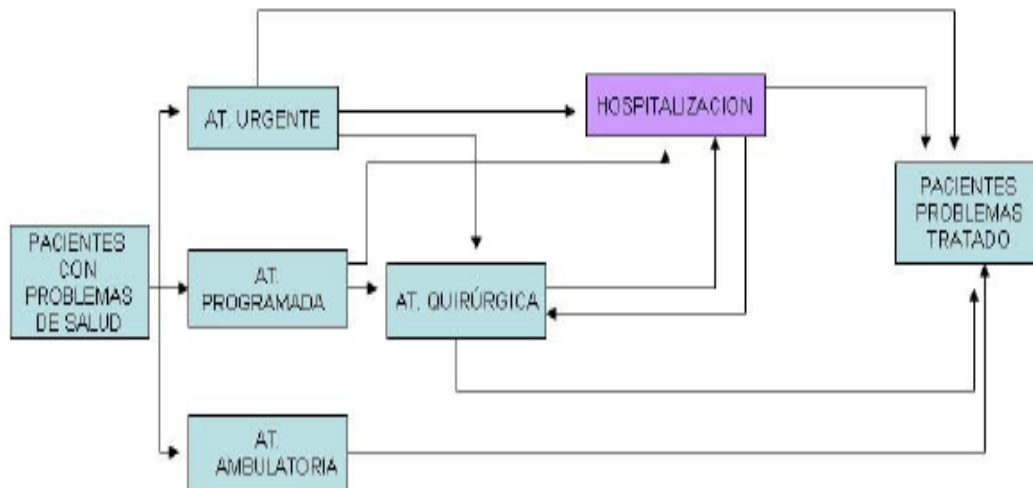 AT. URGENTE
HOSPITALIZACION
PACIENTES
PROBLEMAS
TRATADO
PACIENTES
CON
PROBLEMAS
DE SALUD
AT.
PROGRAMADA
AT. QUIRÚRGICA
AT.
AMBULATORIA